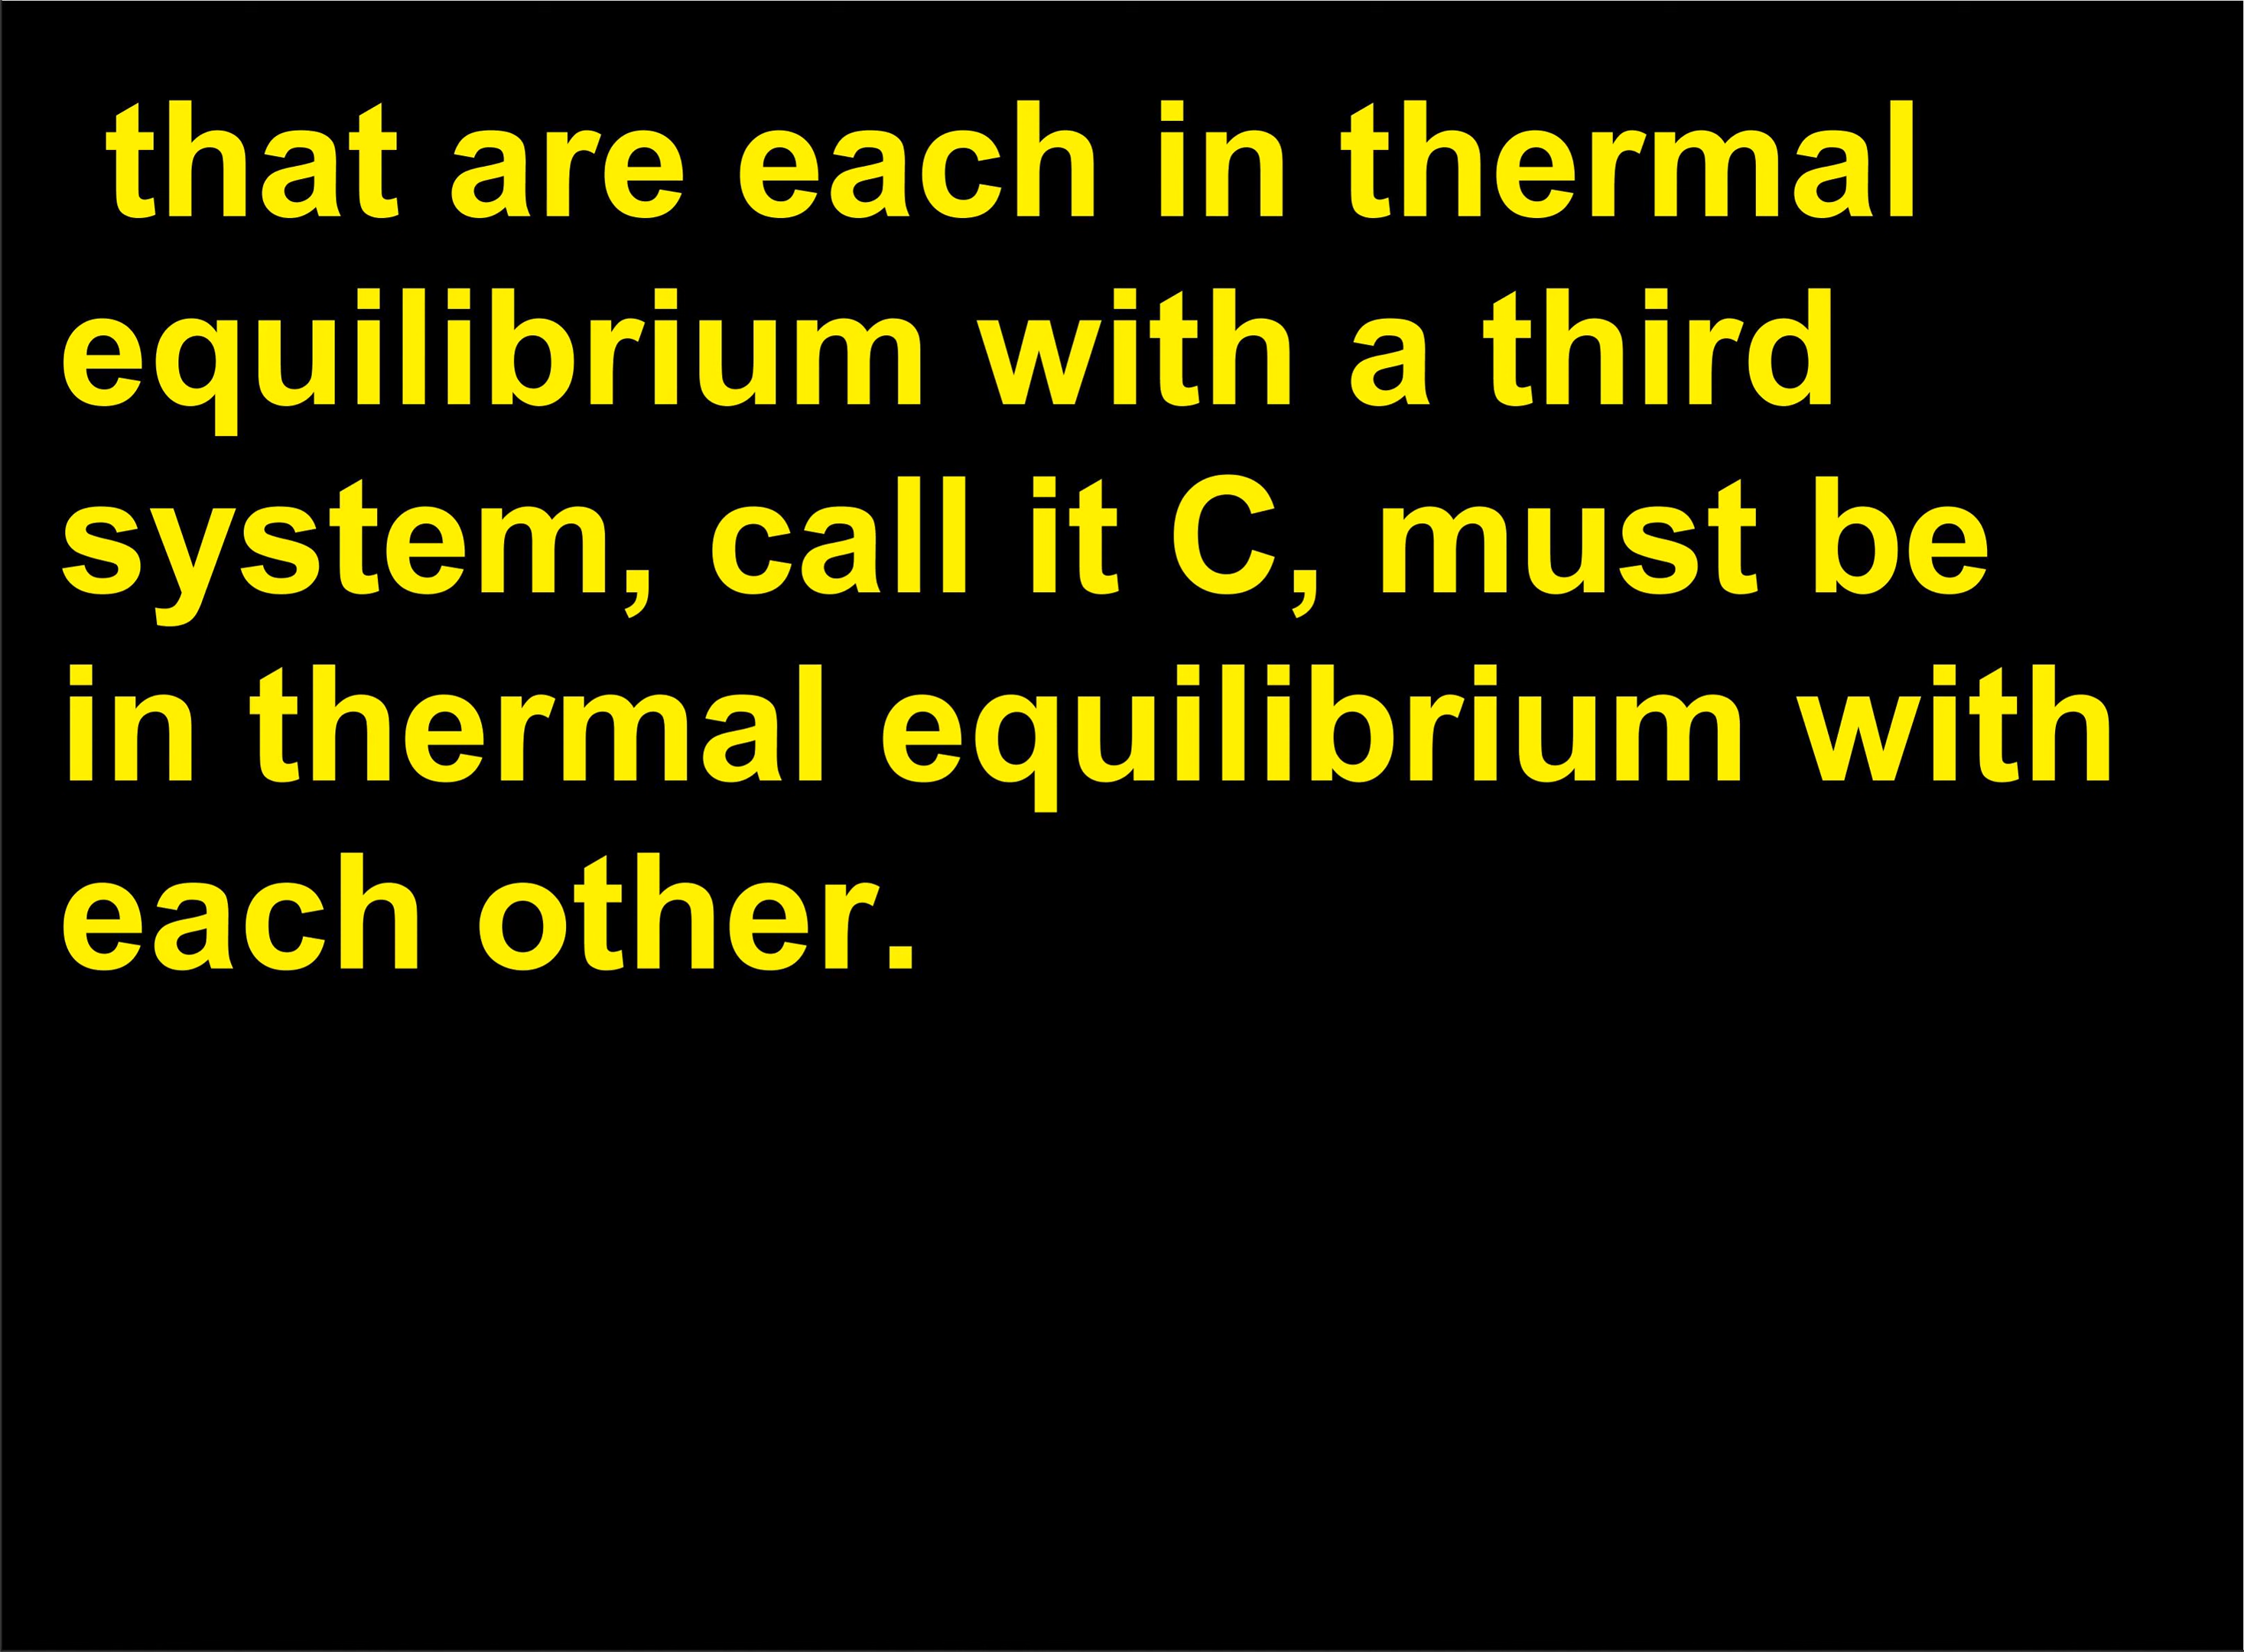 that are each in thermal
equilibrium with a third
system, call it C, must be
in thermal equilibrium with
each other.